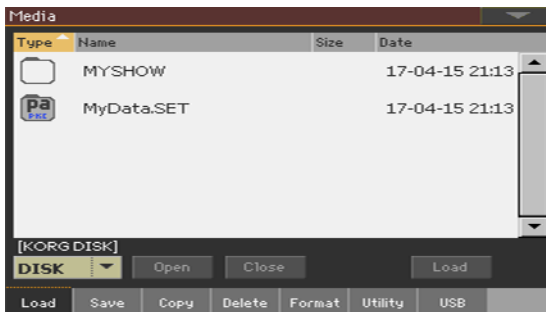 Media
Type Name Size Date
MYSHOW 17-04-15 21:13
Pa PKG MyData.SET 17-04-15 21:13
[KORG DISK]
DISK Open Close Load
Load Save Copy Delete Format Utility USB